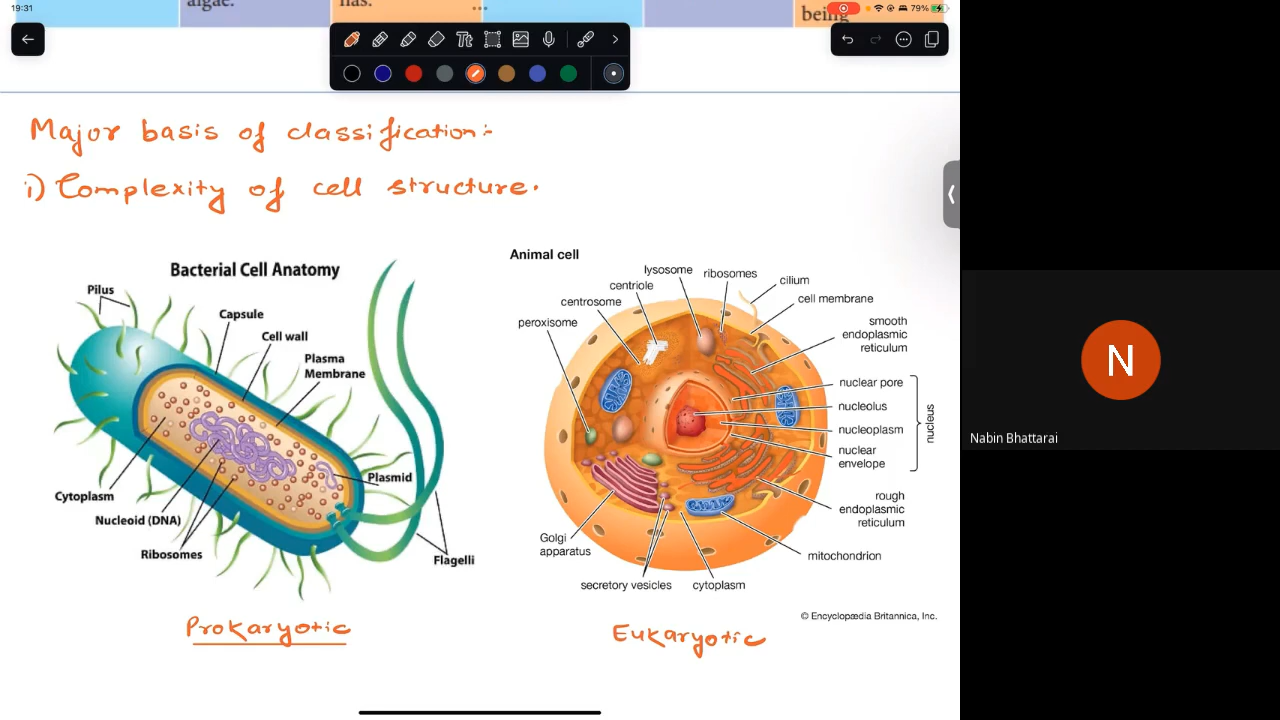 19:31
79%
algae.
has.
being
Tt
Major basis of classification:-
i) Complexity of cell structure.
Bacterial Cell Anatomy
Pilus
Capsule
Cell wall
Plasma
Membrane
Cytoplasm
Nucleoid (DNA)
Ribosomes
Plasmid
Flagelli
Prokaryotic
Animal cell
lysosome
ribosomes
centriole
cilium
centrosome
cell membrane
peroxisome
smooth
endoplasmic
reticulum
nuclear pore
nucleolus
nucleoplasm
nuclear
envelope
nucleus
rough
endoplasmic
reticulum
Golgi
apparatus
mitochondrion
secretory vesicles
cytoplasm
© Encyclopædia Britannica, Inc.
Eukaryotic
N
Nabin Bhattarai